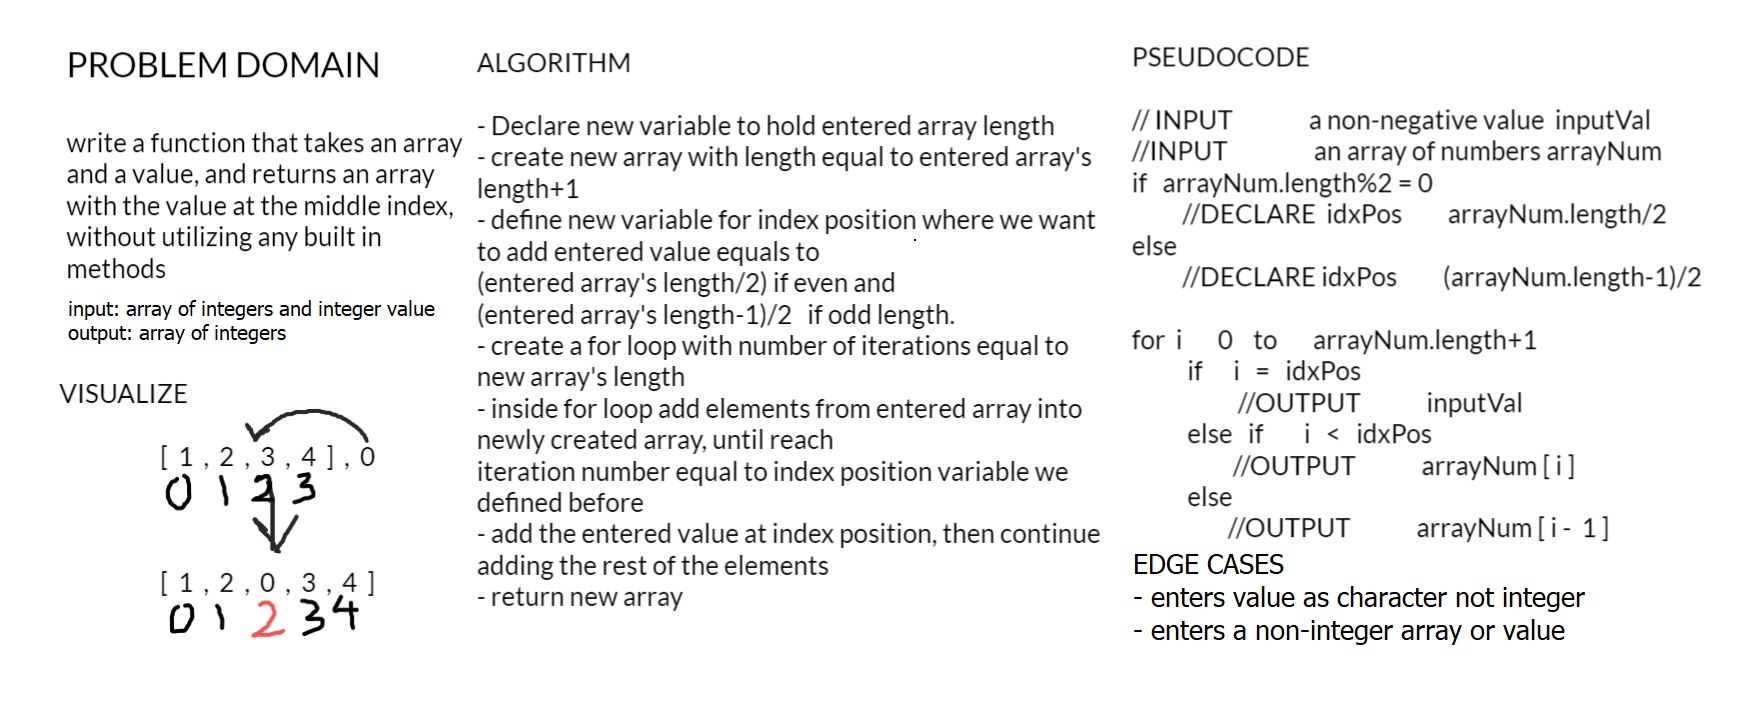 PROBLEM DOMAIN
write a function that takes an array
and a value, and returns an array
with the value at the middle index,
without utilizing any built in
methods
input: array of integers and integer value
output: array of integers
VISUALIZE
[ 1 , 2 , 3 , 4 ] , 0
0 1 2 3
[ 1 , 2 , 0 , 3 , 4 ]
0 1 2 3 4
ALGORITHM
- Declare new variable to hold entered array length
- create new array with length equal to entered array's
length+1
- define new variable for index position where we want
to add entered value equals to
(entered array's length/2) if even and
(entered array's length-1)/2 if odd length.
- create a for loop with number of iterations equal to
new array's length
- inside for loop add elements from entered array into
newly created array, until reach
iteration number equal to index position variable we
defined before
- add the entered value at index position, then continue
adding the rest of the elements
- return new array
PSEUDOCODE
// INPUT a non-negative value inputVal
//INPUT an array of numbers arrayNum
if arrayNum.length%2 = 0
//DECLARE idxPos arrayNum.length/2
else
//DECLARE idxPos (arrayNum.length-1)/2
for i 0 to arrayNum.length+1
if i = idxPos
//OUTPUT inputVal
else if i < idxPos
//OUTPUT arrayNum [ i ]
else
//OUTPUT arrayNum [ i - 1 ]
EDGE CASES
- enters value as character not integer
- enters a non-integer array or value